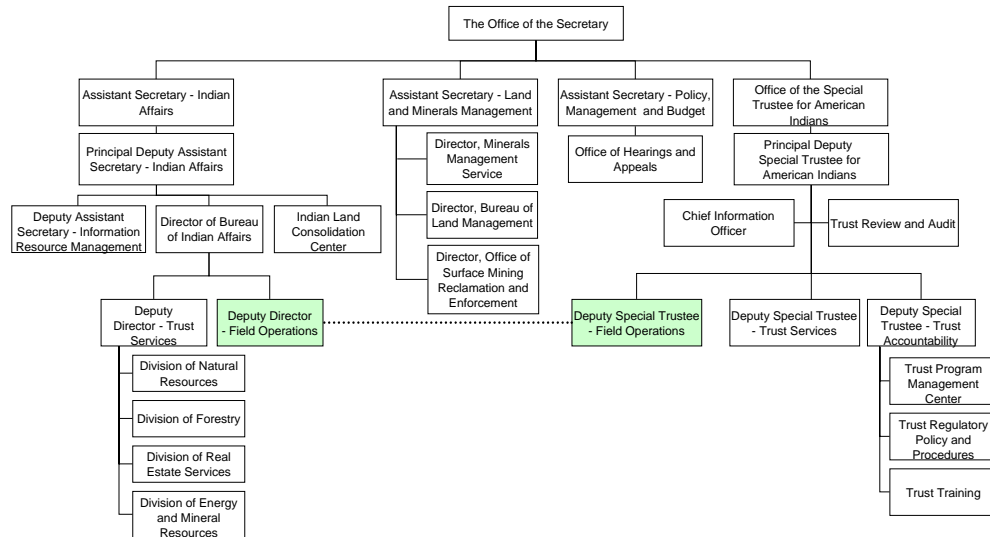 The Office of the Secretary
Assistant Secretary - Indian
Affairs
Assistant Secretary - Land
and Minerals Management
Assistant Secretary - Policy,
Management and Budget
Office of the Special
Trustee for American
Indians
Principal Deputy Assistant
Secretary - Indian Affairs
Director, Minerals
Management
Service
Office of Hearings and
Appeals
Principal Deputy
Special Trustee for
American Indians
Deputy Assistant
Secretary - Information
Resource Management
Director of Bureau
of Indian Affairs
Indian Land
Consolidation
Center
Director, Bureau of
Land Management
Chief Information
Officer
Trust Review and Audit
Director, Office of
Surface Mining
Reclamation and
Enforcement
Deputy
Director - Trust
Services
Deputy Director
- Field Operations
Deputy Special Trustee
- Field Operations
Deputy Special Trustee
- Trust Services
Deputy Special
Trustee - Trust
Accountability
Division of Natural
Resources
Division of Forestry
Division of Real
Estate Services
Division of Energy
and Mineral
Resources
Trust Program
Management
Center
Trust Regulatory
Policy and
Procedures
Trust Training